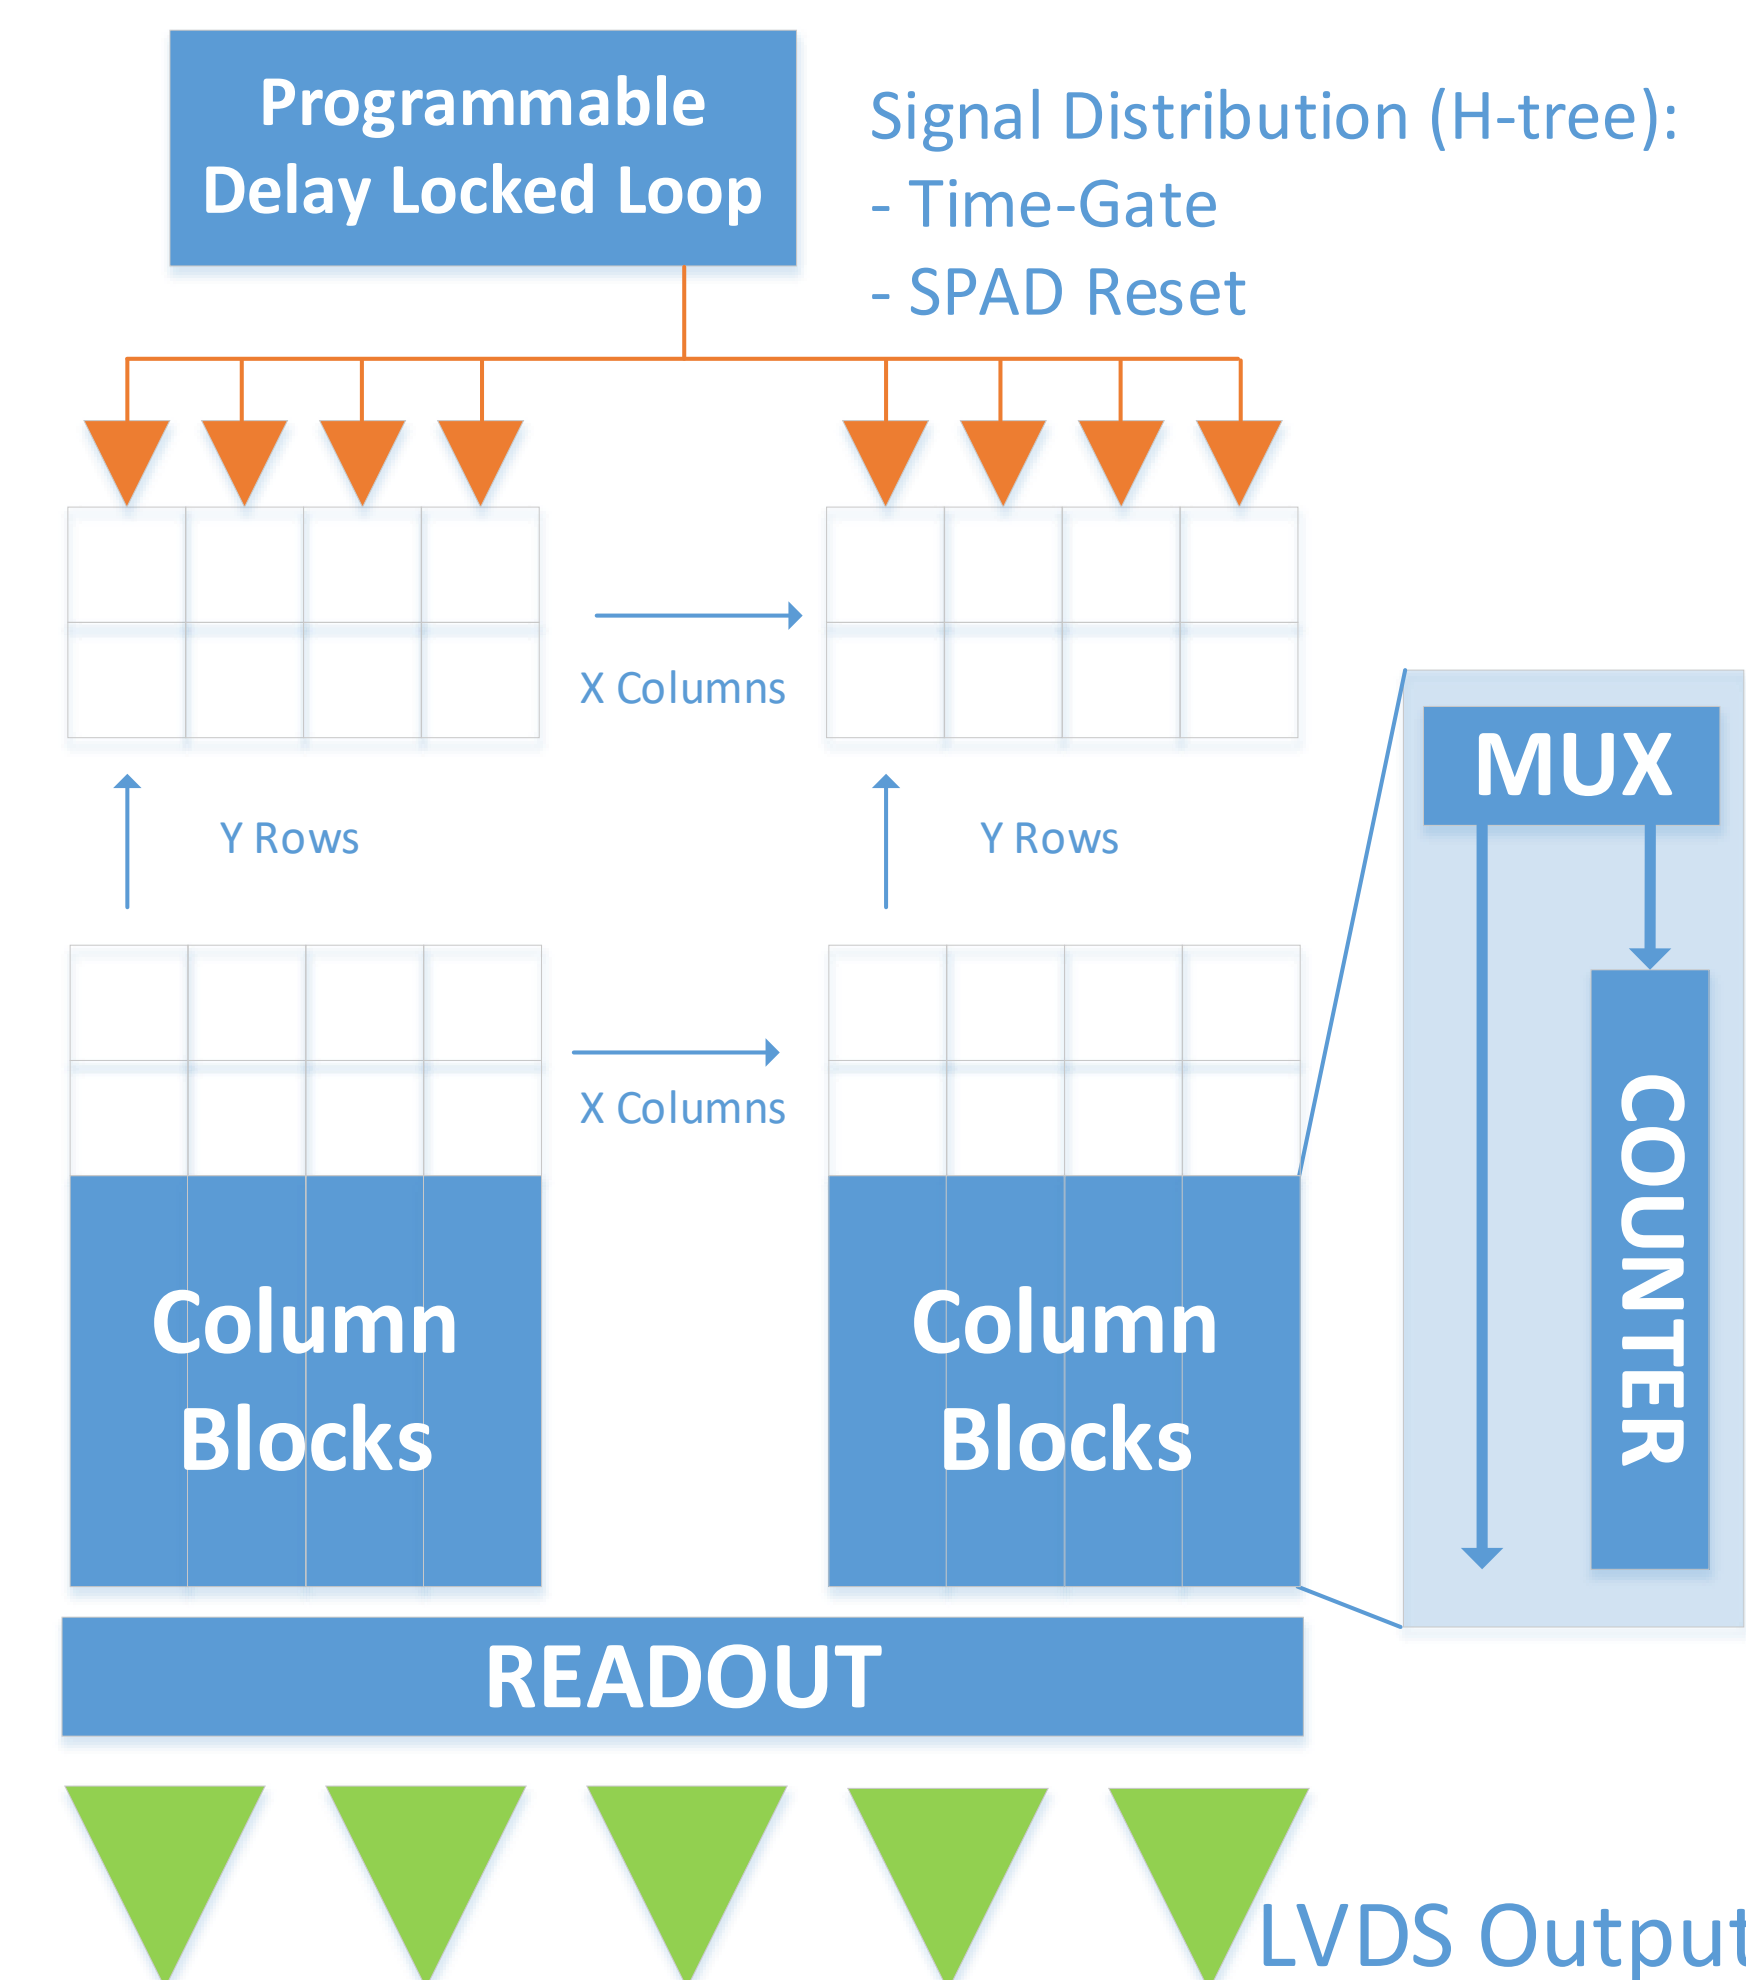 Programmable
Delay Locked Loop
Signal Distribution (H-tree):
- Time-Gate
- SPAD Reset
X Columns
Y Rows
Y Rows
X Columns
MUX
COUNTER
Column
Blocks
Column
Blocks
READOUT
LVDS Output